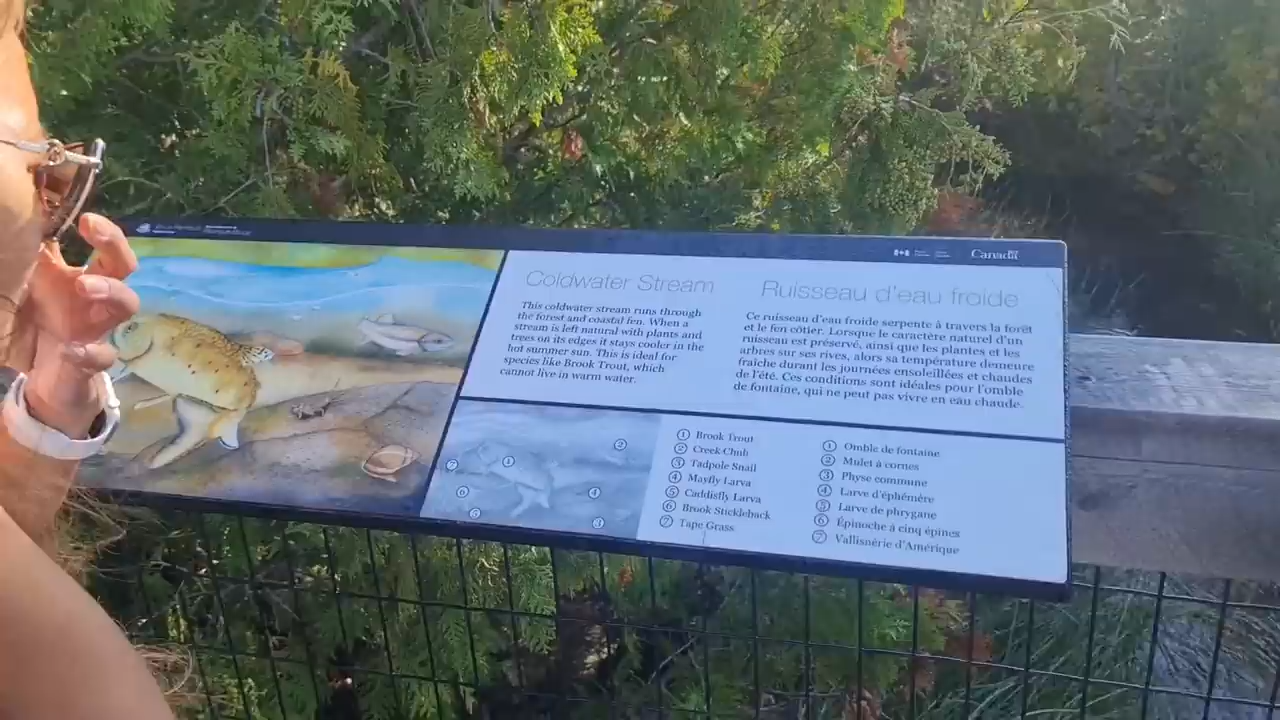 Canada
Coldwater Stream
This coldwater stream runs through
the forest and coastal fen. When a
stream is left natural with plants and
trees on its edges it stays cooler in the
hot summer sun. This is ideal for
species like Brook Trout, which
cannot live in warm water.
Ruisseau d'eau froide
Ce ruisseau d'eau froide serpente à travers la forêt
et le fen côtier. Lorsque le caractère naturel d'un
ruisseau est préservé, ainsi que les plantes et les
arbres sur ses rives, alors sa température demeure
fraîche durant les journées ensoleillées et chaudes
de l'été. Ces conditions sont idéales pour l'omble
de fontaine, qui ne peut pas vivre en eau chaude.
2
7
1
6
4
5
3
1 Brook Trout
2 Creek Chub
3 Tadpole Snail
4 Mayfly Larva
5 Caddisfly Larva
6 Brook Stickleback
7 Tape Grass
1 Omble de fontaine
2 Mulet à cornes
3 Physe commune
4 Larve d'éphémère
5 Larve de phrygane
6 Épinoche à cinq épines
7 Vallisnérie d'Amérique